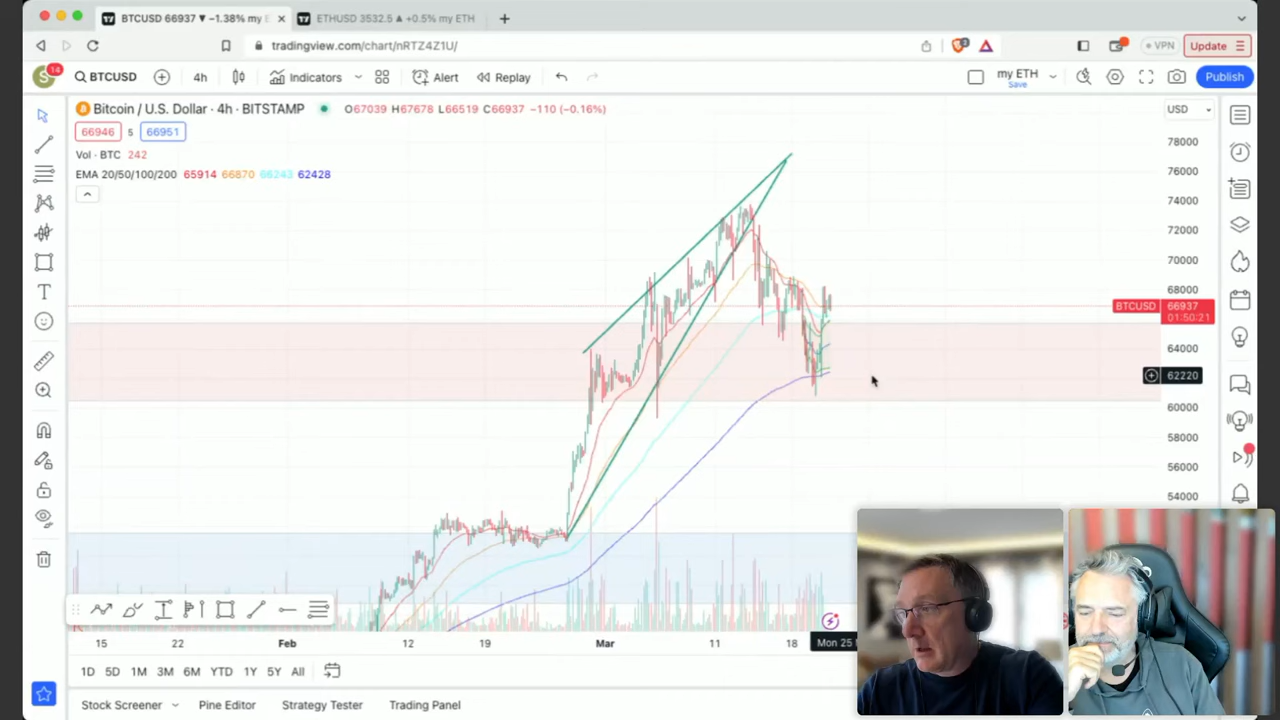 BTCUSD 66937 ▼ −1.38% my E
ETHUSD 3532.5 ▲ +0.5% my ETH
tradingview.com/chart/nRTZ4Z1U/
VPN
Update
S
14
BTCUSD
4h
Indicators
Alert
Replay
my ETH
Save
Publish
Bitcoin / U.S. Dollar · 4h · BITSTAMP
O67039 H67678 L66519 C66937 −110 (−0.16%)
USD
66946
5
66951
Vol · BTC 242
EMA 20/50/100/200 65914 66870 66243 62428
78000
76000
74000
72000
70000
68000
BTCUSD 66937
01:50:21
64000
62220
60000
58000
56000
54000
15
22
Feb
12
19
Mar
11
18
Mon 25
1D
5D
1M
3M
6M
YTD
1Y
5Y
All
Stock Screener
Pine Editor
Strategy Tester
Trading Panel